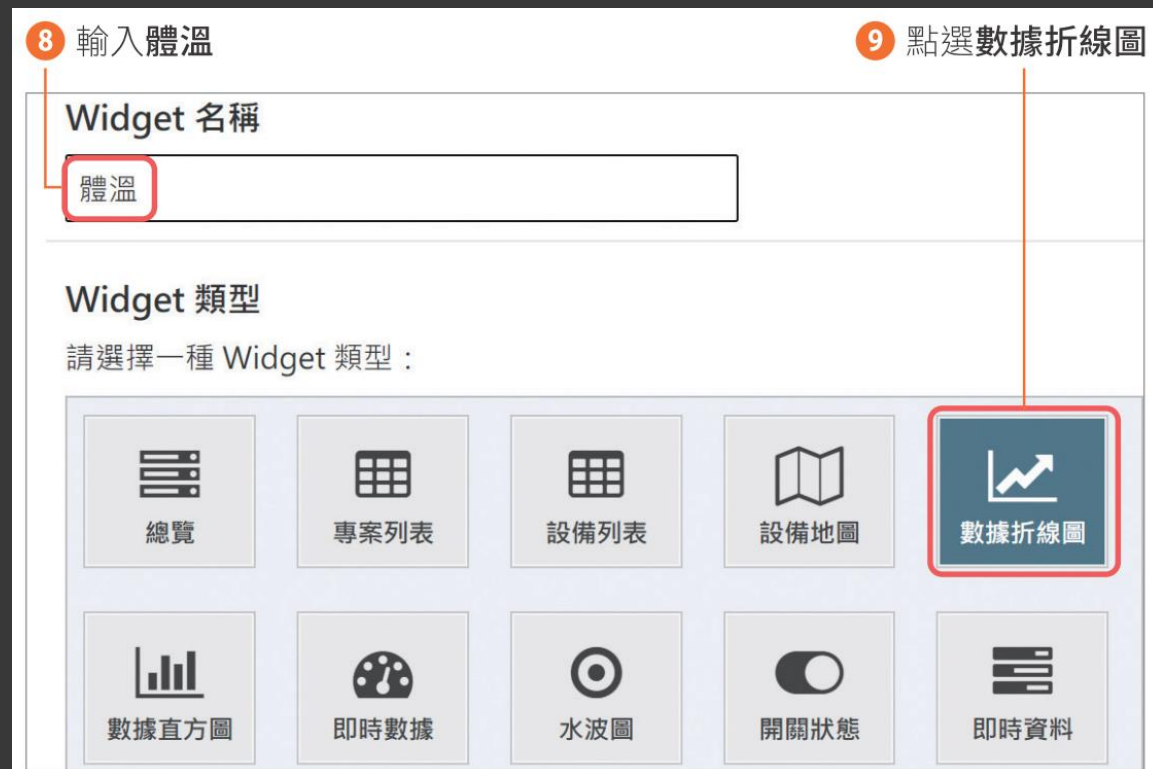 8 輸入體溫
9 點選數據折線圖
Widget 名稱
體溫
Widget 類型
請選擇一種 Widget 類型：
總覽
專案列表
設備列表
設備地圖
數據折線圖
數據直方圖
即時數據
水波圖
開關狀態
即時資料